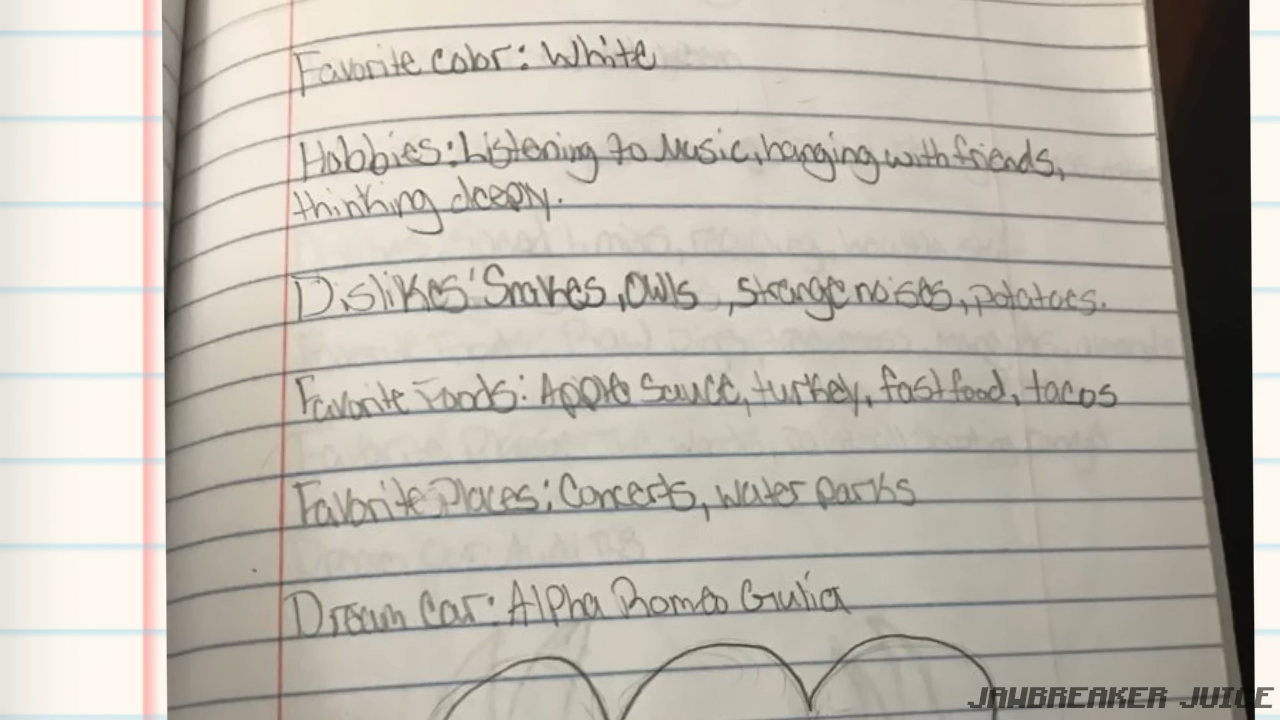 Favorite Color: White
Hobbies: Listening to Music, hanging with friends,
thinking deeply.
Dislikes: Snakes, Owls, strange noises, potatoes.
Favorite Foods: Apple Sauce, turkey, fast food, tacos
Favorite Places: Concerts, water parks
Dream Car: Alpha Romeo Giulia
JAWBREAKER JUICE